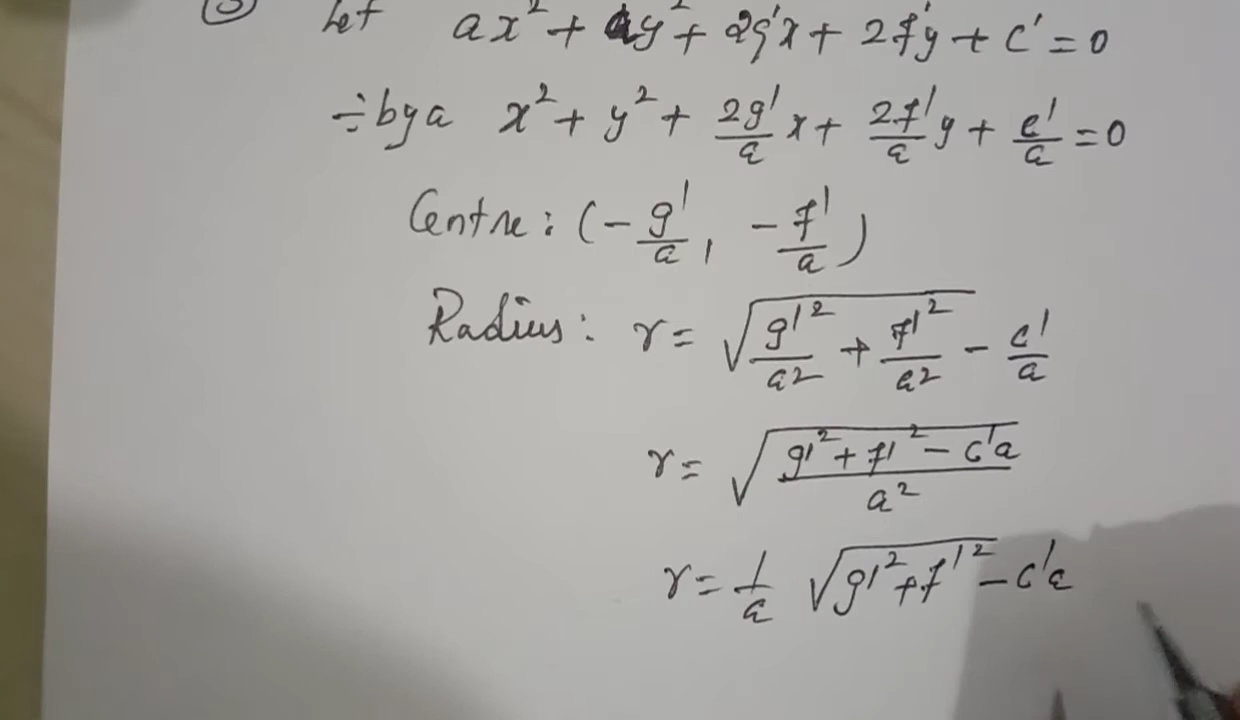 ③ Let ax² + ay² + 2g'x + 2f'y + c' = 0
÷ by a x² + y² + 2g'/a x + 2f'/a y + c'/a = 0
Centre: (-g'/a, -f'/a)
Radius: r = √(g'²/a² + f'²/a² - c'/a)
r = √((g'² + f'² - c'a)/a²)
r = 1/a √(g'² + f'² - c'a)